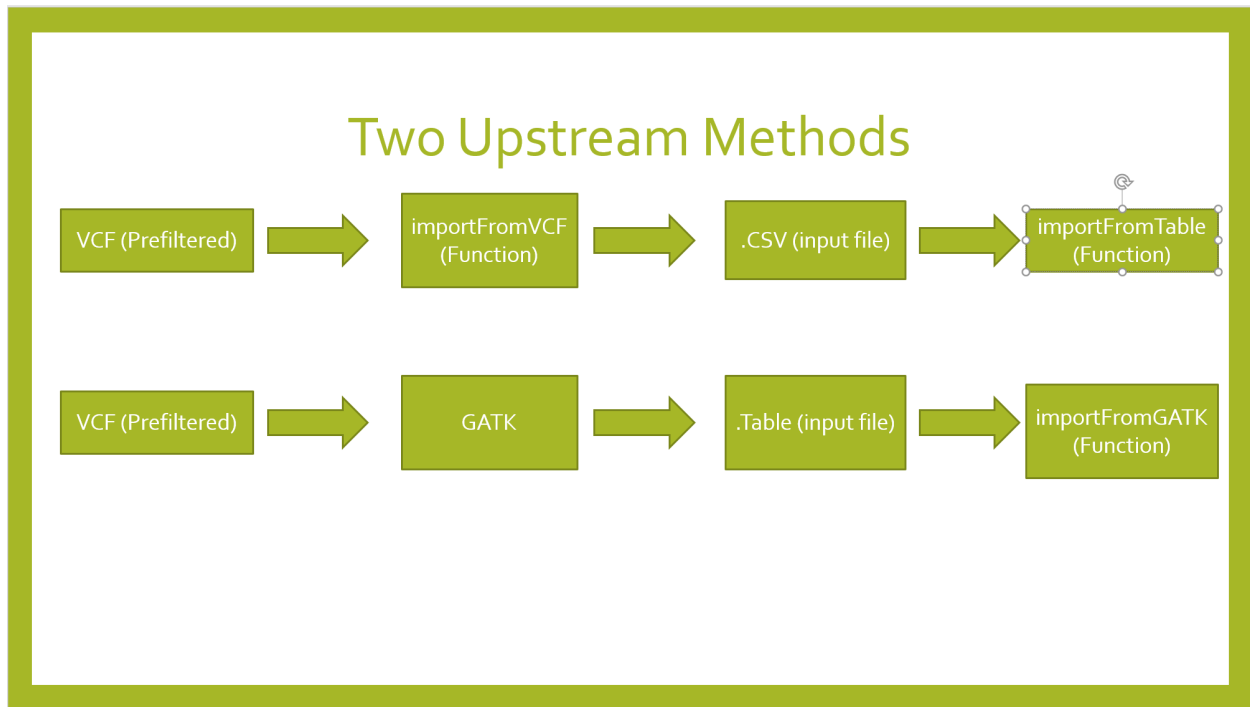 Two Upstream Methods
VCF (Prefiltered)
importFromVCF
(Function)
.CSV (input file)
importFromTable
(Function)
VCF (Prefiltered)
GATK
.Table (input file)
importFromGATK
(Function)